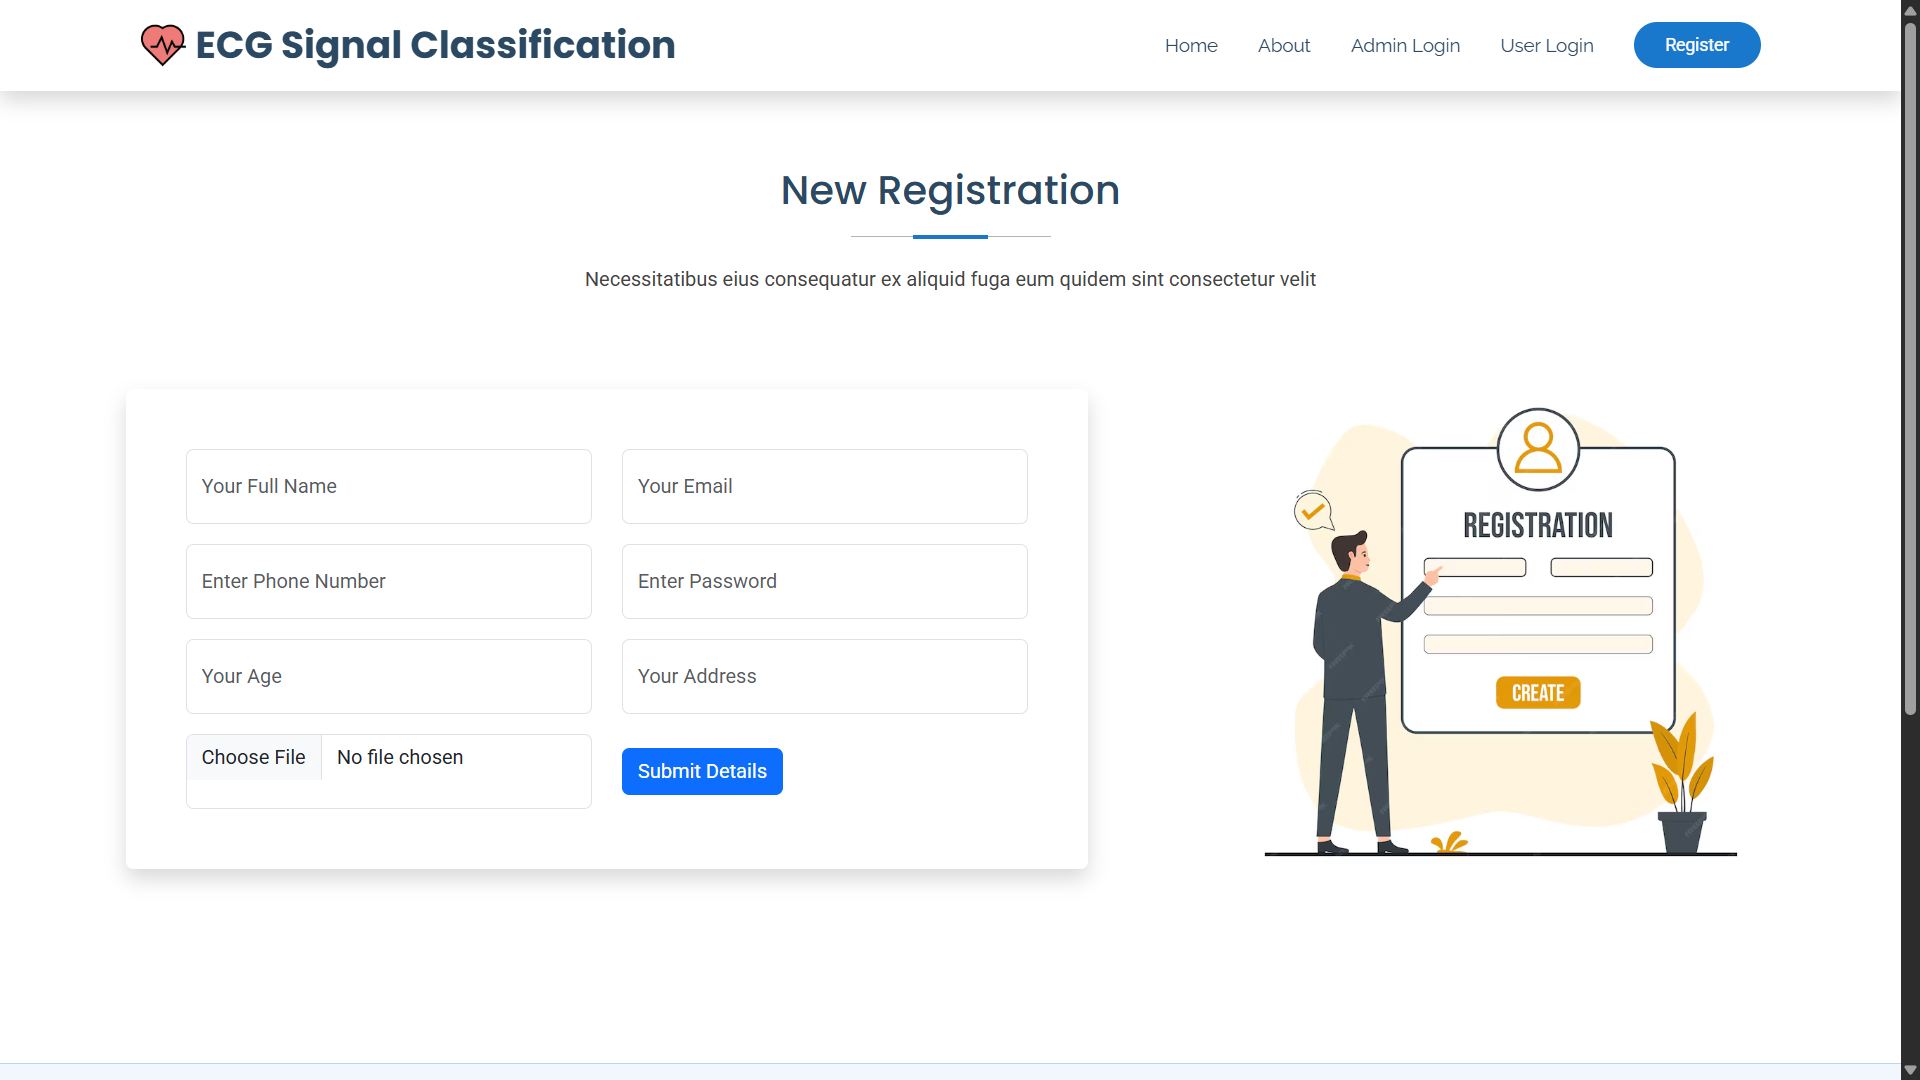 ECG Signal Classification
Home About Admin Login User Login Register
New Registration
Necessitatibus eius consequatur ex aliquid fuga eum quidem sint consectetur velit
Your Full Name Your Email
Enter Phone Number Enter Password
Your Age Your Address
Choose File No file chosen Submit Details
REGISTRATION
CREATE